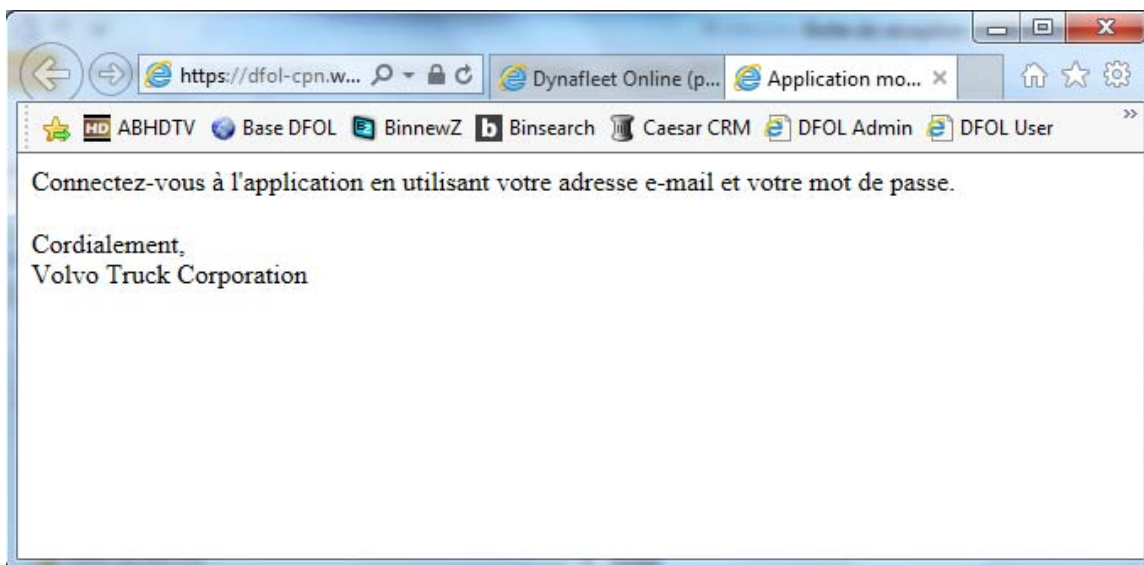 https://dfol-cpn.w... Dynafleet Online (p... Application mo...
HD ABHDTV Base DFOL BinnewZ b Binsearch Caesar CRM DFOL Admin DFOL User
Connectez-vous à l'application en utilisant votre adresse e-mail et votre mot de passe.
Cordialement,
Volvo Truck Corporation